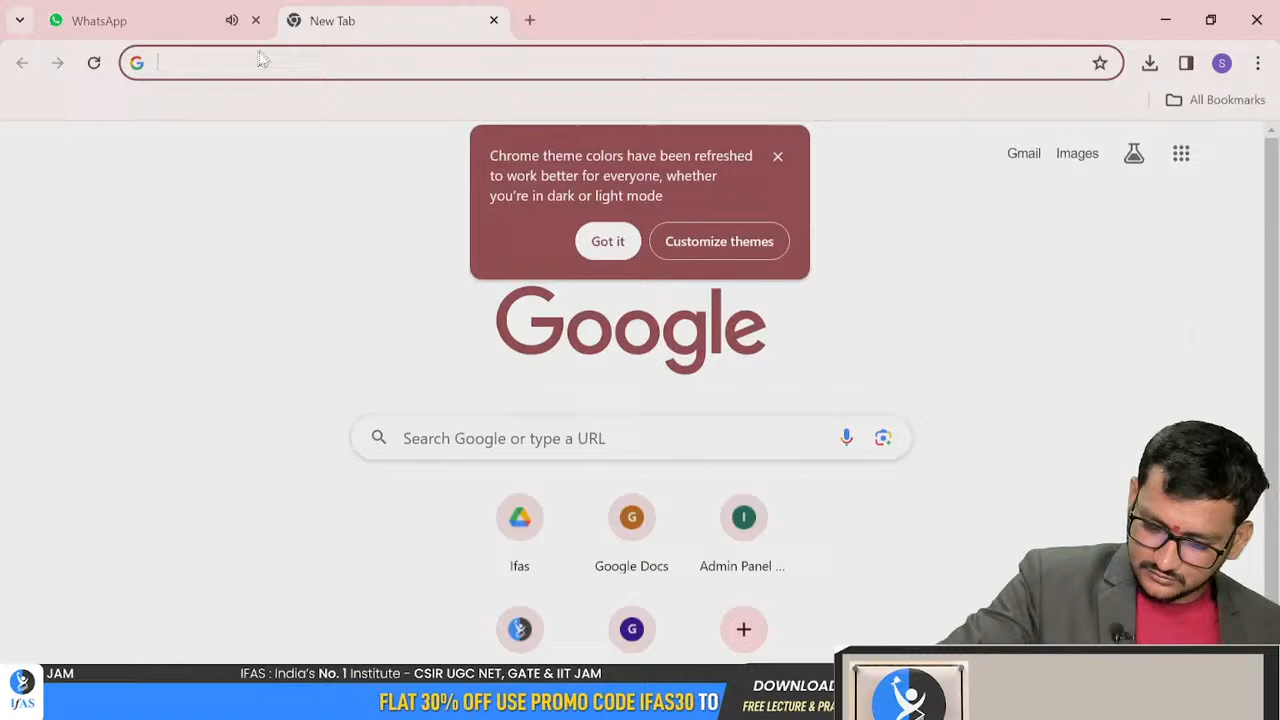 WhatsApp
New Tab
S
All Bookmarks
Chrome theme colors have been refreshed
to work better for everyone, whether
you're in dark or light mode
Got it
Customize themes
Gmail
Images
Google
Search Google or type a URL
G
I
Ifas
Google Docs
Admin Panel ...
G
JAM
IFAS : India's No. 1 Institute - CSIR UGC NET, GATE & IIT JAM
FLAT 30% OFF USE PROMO CODE IFAS30 TO
DOWNLOAD
FREE LECTURE & PRA
IFAS